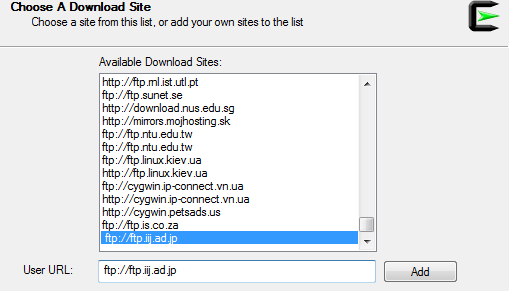 Choose A Download Site
Choose a site from this list, or add your own sites to the list
Available Download Sites:
http://ftp.ml.ist.utl.pt
ftp://ftp.sunet.se
http://download.nus.edu.sg
http://mirrors.mojhosting.sk
ftp://ftp.ntu.edu.tw
http://ftp.ntu.edu.tw
ftp://ftp.linux.kiev.ua
http://ftp.linux.kiev.ua
ftp://cygwin.ip-connect.vn.ua
http://cygwin.ip-connect.vn.ua
http://cygwin.petsads.us
ftp://ftp.is.co.za
ftp://ftp.iij.ad.jp
User URL: ftp://ftp.iij.ad.jp Add